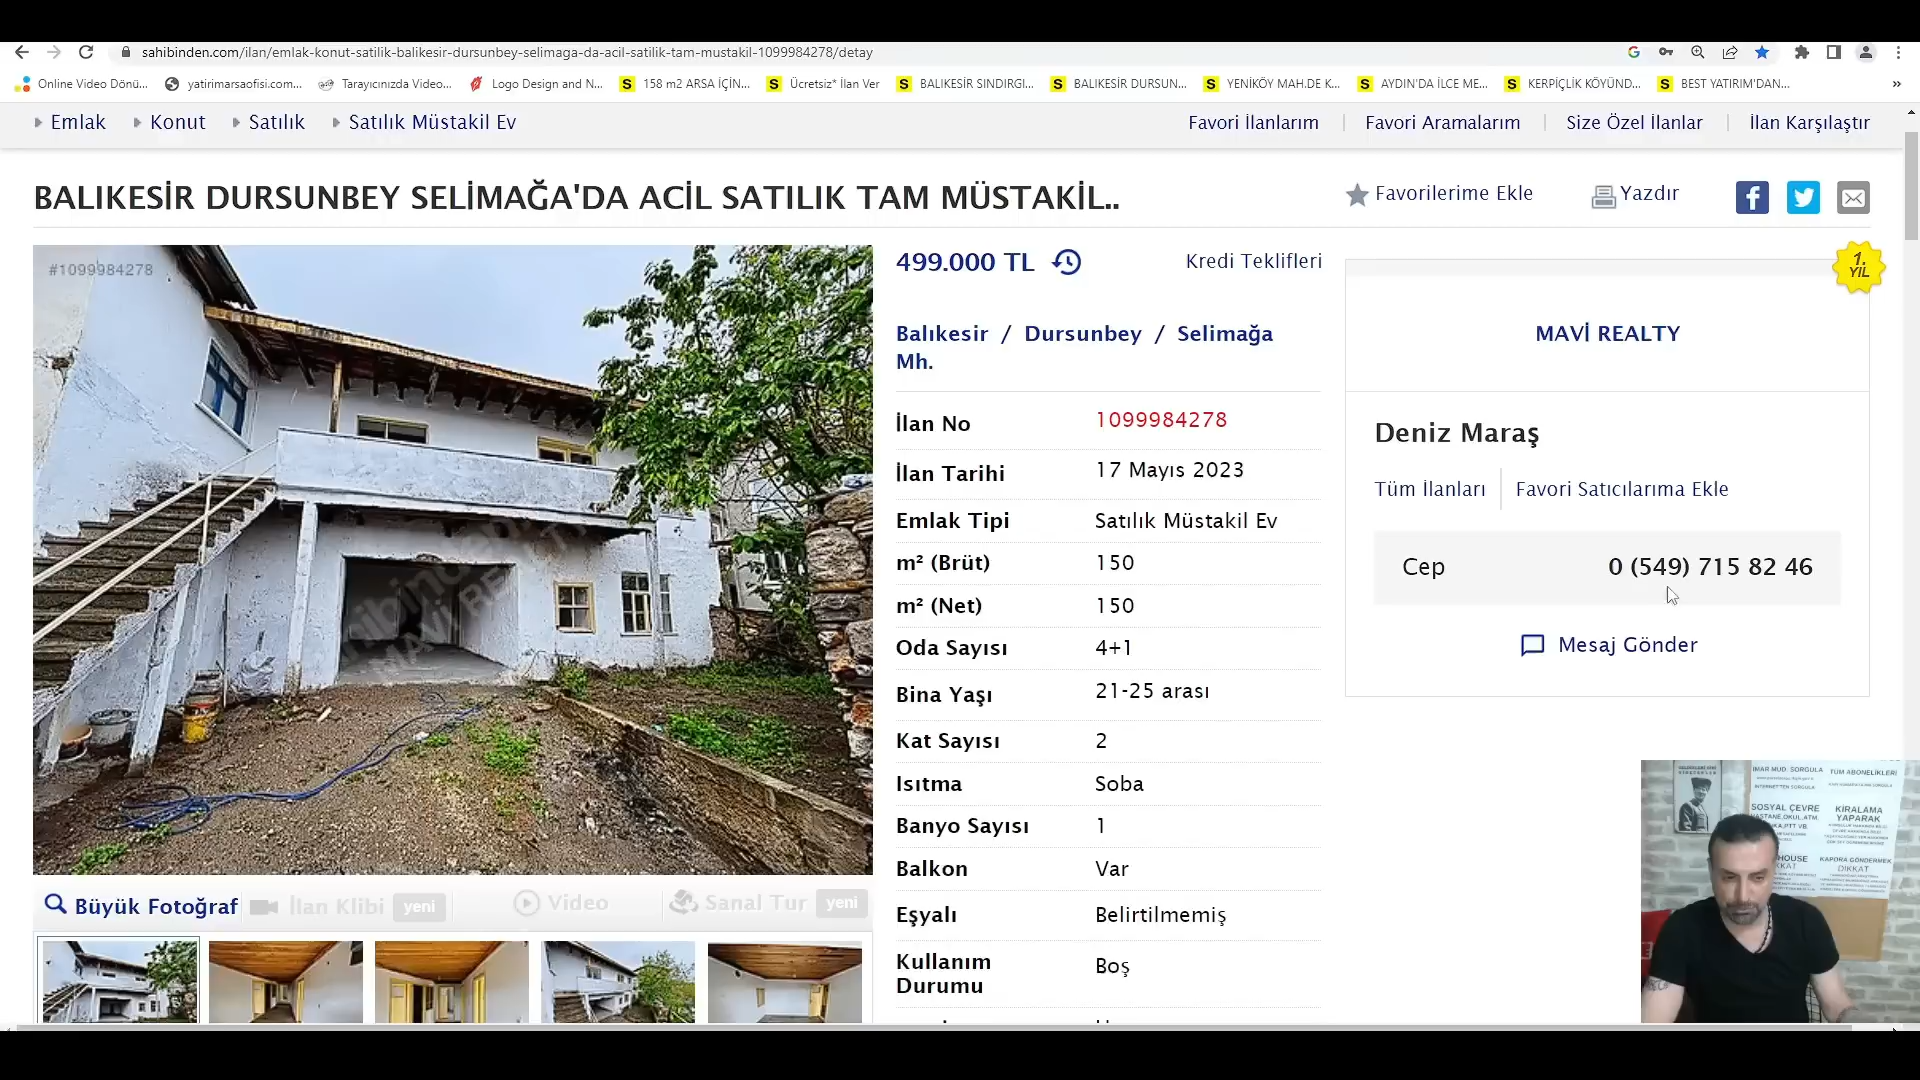 sahibinden.com/ilan/emlak-konut-satilik-balikesir-dursunbey-selimaga-da-acil-satilik-tam-mustakil-1099984278/detay
Online Video Dönü... yatirimarsaofisi.com... Tarayıcınızda Video... Logo Design and N... S 158 m2 ARSA İÇİN... S Ücretsiz* İlan Ver S BALIKESİR SINDIRGI... S BALIKESİR DURSUN... S YENİKÖY MAH.DE K... S AYDIN'DA İLCE ME... S KERPİÇLİK KÖYÜND... S BEST YATIRIM'DAN... »
Emlak Konut Satılık Satılık Müstakil Ev Favori İlanlarım Favori Aramalarım Size Özel İlanlar İlan Karşılaştır
BALIKESİR DURSUNBEY SELİMAĞA'DA ACİL SATILIK TAM MÜSTAKİL..
Favorilerime Ekle Yazdır
#1099984278
sahibinden
MAVİ REALTY
499.000 TL Kredi Teklifleri
Balıkesir / Dursunbey / Selimağa
Mh.
İlan No 1099984278
İlan Tarihi 17 Mayıs 2023
Emlak Tipi Satılık Müstakil Ev
m² (Brüt) 150
m² (Net) 150
Oda Sayısı 4+1
Bina Yaşı 21-25 arası
Kat Sayısı 2
Isıtma Soba
Banyo Sayısı 1
Balkon Var
Eşyalı Belirtilmemiş
Kullanım
Durumu Boş
1.
YIL
MAVİ REALTY
Deniz Maraş
Tüm İlanları Favori Satıcılarıma Ekle
Cep 0 (549) 715 82 46
Mesaj Gönder
Büyük Fotoğraf İlan Klibi yeni Video Sanal Tur yeni
İMAR MÜD. SORGULA
TÜM ABONELİKLERİ
İNTERNET'TEN SORGULA
SOSYAL ÇEVRE
KİRALAMA
YAPARAK
HOUSE
KAPORA GÖNDERMEK
DİKKAT